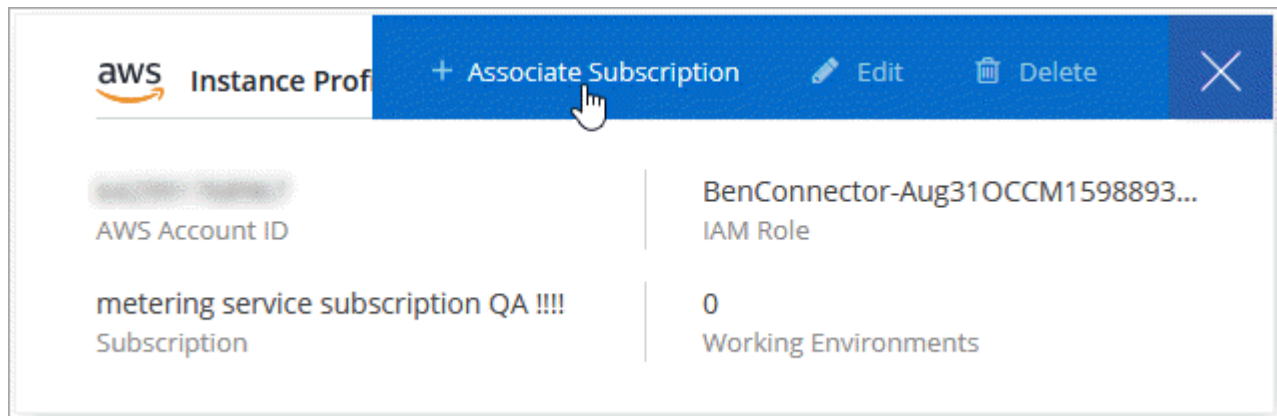 aws Instance Profi + Associate Subscription Edit Delete
BenConnector-Aug31OCCM1598893...
AWS Account ID IAM Role
metering service subscription QA !!!! 0
Subscription Working Environments